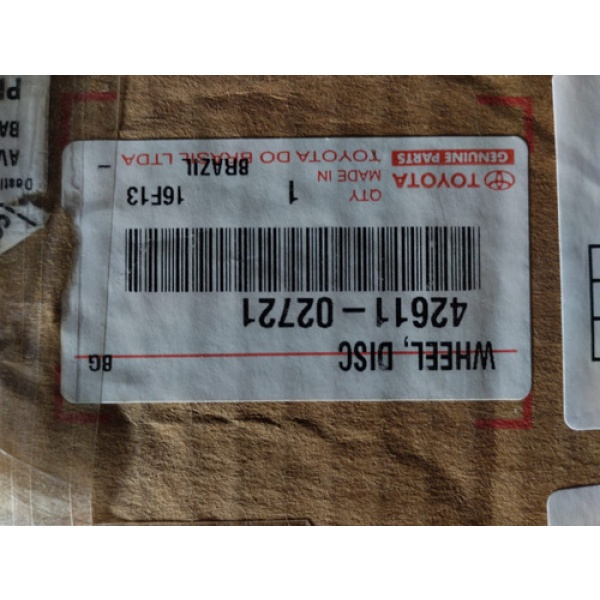 WHEEL, DISC BG
42611-02721
QTY 1 16F13
TOYOTA MADE IN BRAZIL
GENUINE PARTS TOYOTA DO BRASIL LTDA